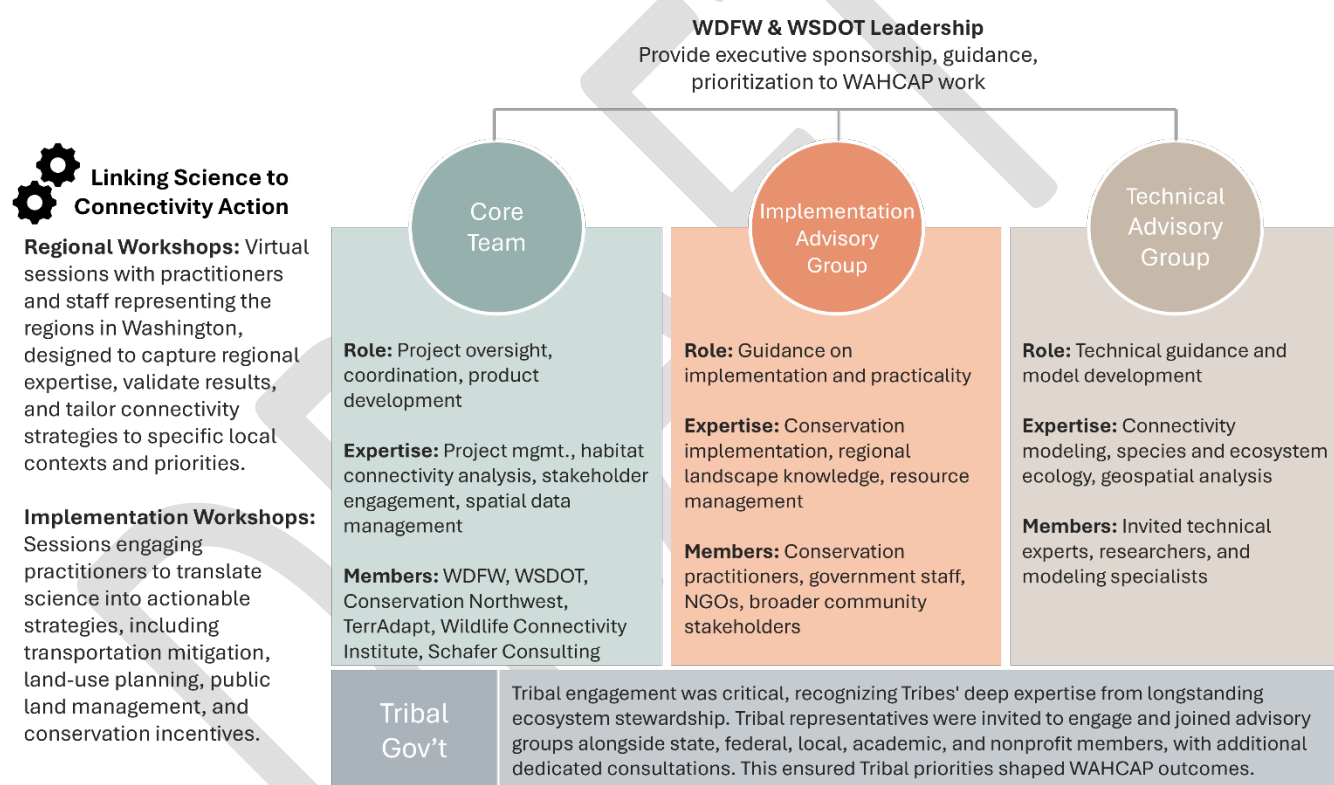 WDFW & WSDOT Leadership
Provide executive sponsorship, guidance,
prioritization to WAHCAP work
Linking Science to
Connectivity Action
Regional Workshops: Virtual
sessions with practitioners
and staff representing the
regions in Washington,
designed to capture regional
expertise, validate results,
and tailor connectivity
strategies to specific local
contexts and priorities.
Implementation Workshops:
Sessions engaging
practitioners to translate
science into actionable
strategies, including
transportation mitigation,
land-use planning, public
land management, and
conservation incentives.
Core
Team
Role: Project oversight,
coordination, product
development
Expertise: Project mgmt., habitat
connectivity analysis, stakeholder
engagement, spatial data
management
Members: WDFW, WSDOT,
Conservation Northwest,
TerrAdapt, Wildlife Connectivity
Institute, Schafer Consulting
Implementation
Advisory
Group
Role: Guidance on
implementation and practicality
Expertise: Conservation
implementation, regional
landscape knowledge, resource
management
Members: Conservation
practitioners, government staff,
NGOs, broader community
stakeholders
Technical
Advisory
Group
Role: Technical guidance and
model development
Expertise: Connectivity
modeling, species and ecosystem
ecology, geospatial analysis
Members: Invited technical
experts, researchers, and
modeling specialists
Tribal
Gov't
Tribal engagement was critical, recognizing Tribes' deep expertise from longstanding
ecosystem stewardship. Tribal representatives were invited to engage and joined advisory
groups alongside state, federal, local, academic, and nonprofit members, with additional
dedicated consultations. This ensured Tribal priorities shaped WAHCAP outcomes.